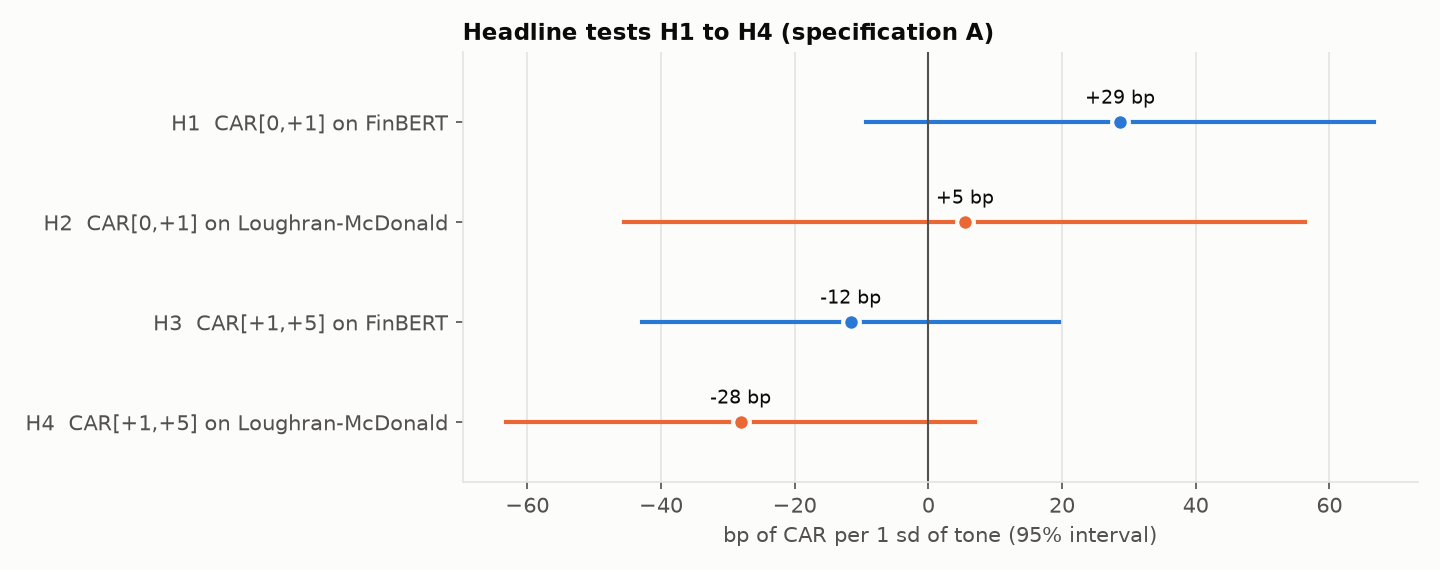 Headline tests H1 to H4 (specification A)
+29 bp
H1  CAR[0,+1] on FinBERT
+5 bp
H2  CAR[0,+1] on Loughran-McDonald
-12 bp
H3  CAR[+1,+5] on FinBERT
-28 bp
H4  CAR[+1,+5] on Loughran-McDonald
−60 −40 −20 0 20 40 60
bp of CAR per 1 sd of tone (95% interval)